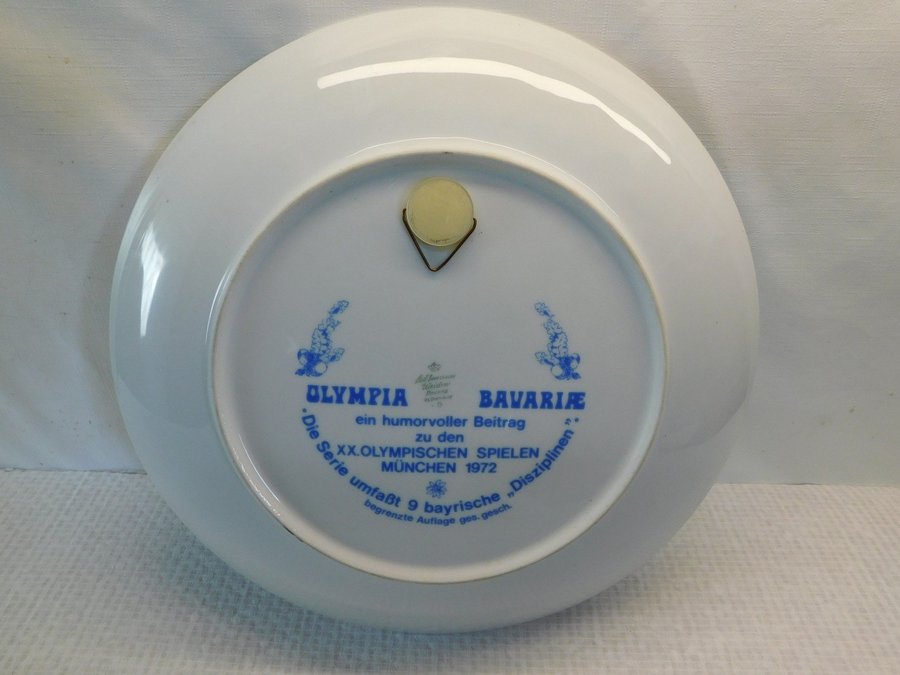 OLYMPIA BAVARIÆ
ein humorvoller Beitrag
zu den
XX.OLYMPISCHEN SPIELEN
MÜNCHEN 1972
"Die Serie umfaßt 9 bayrische „Disziplinen”."
begrenzte Auflage ges. gesch.